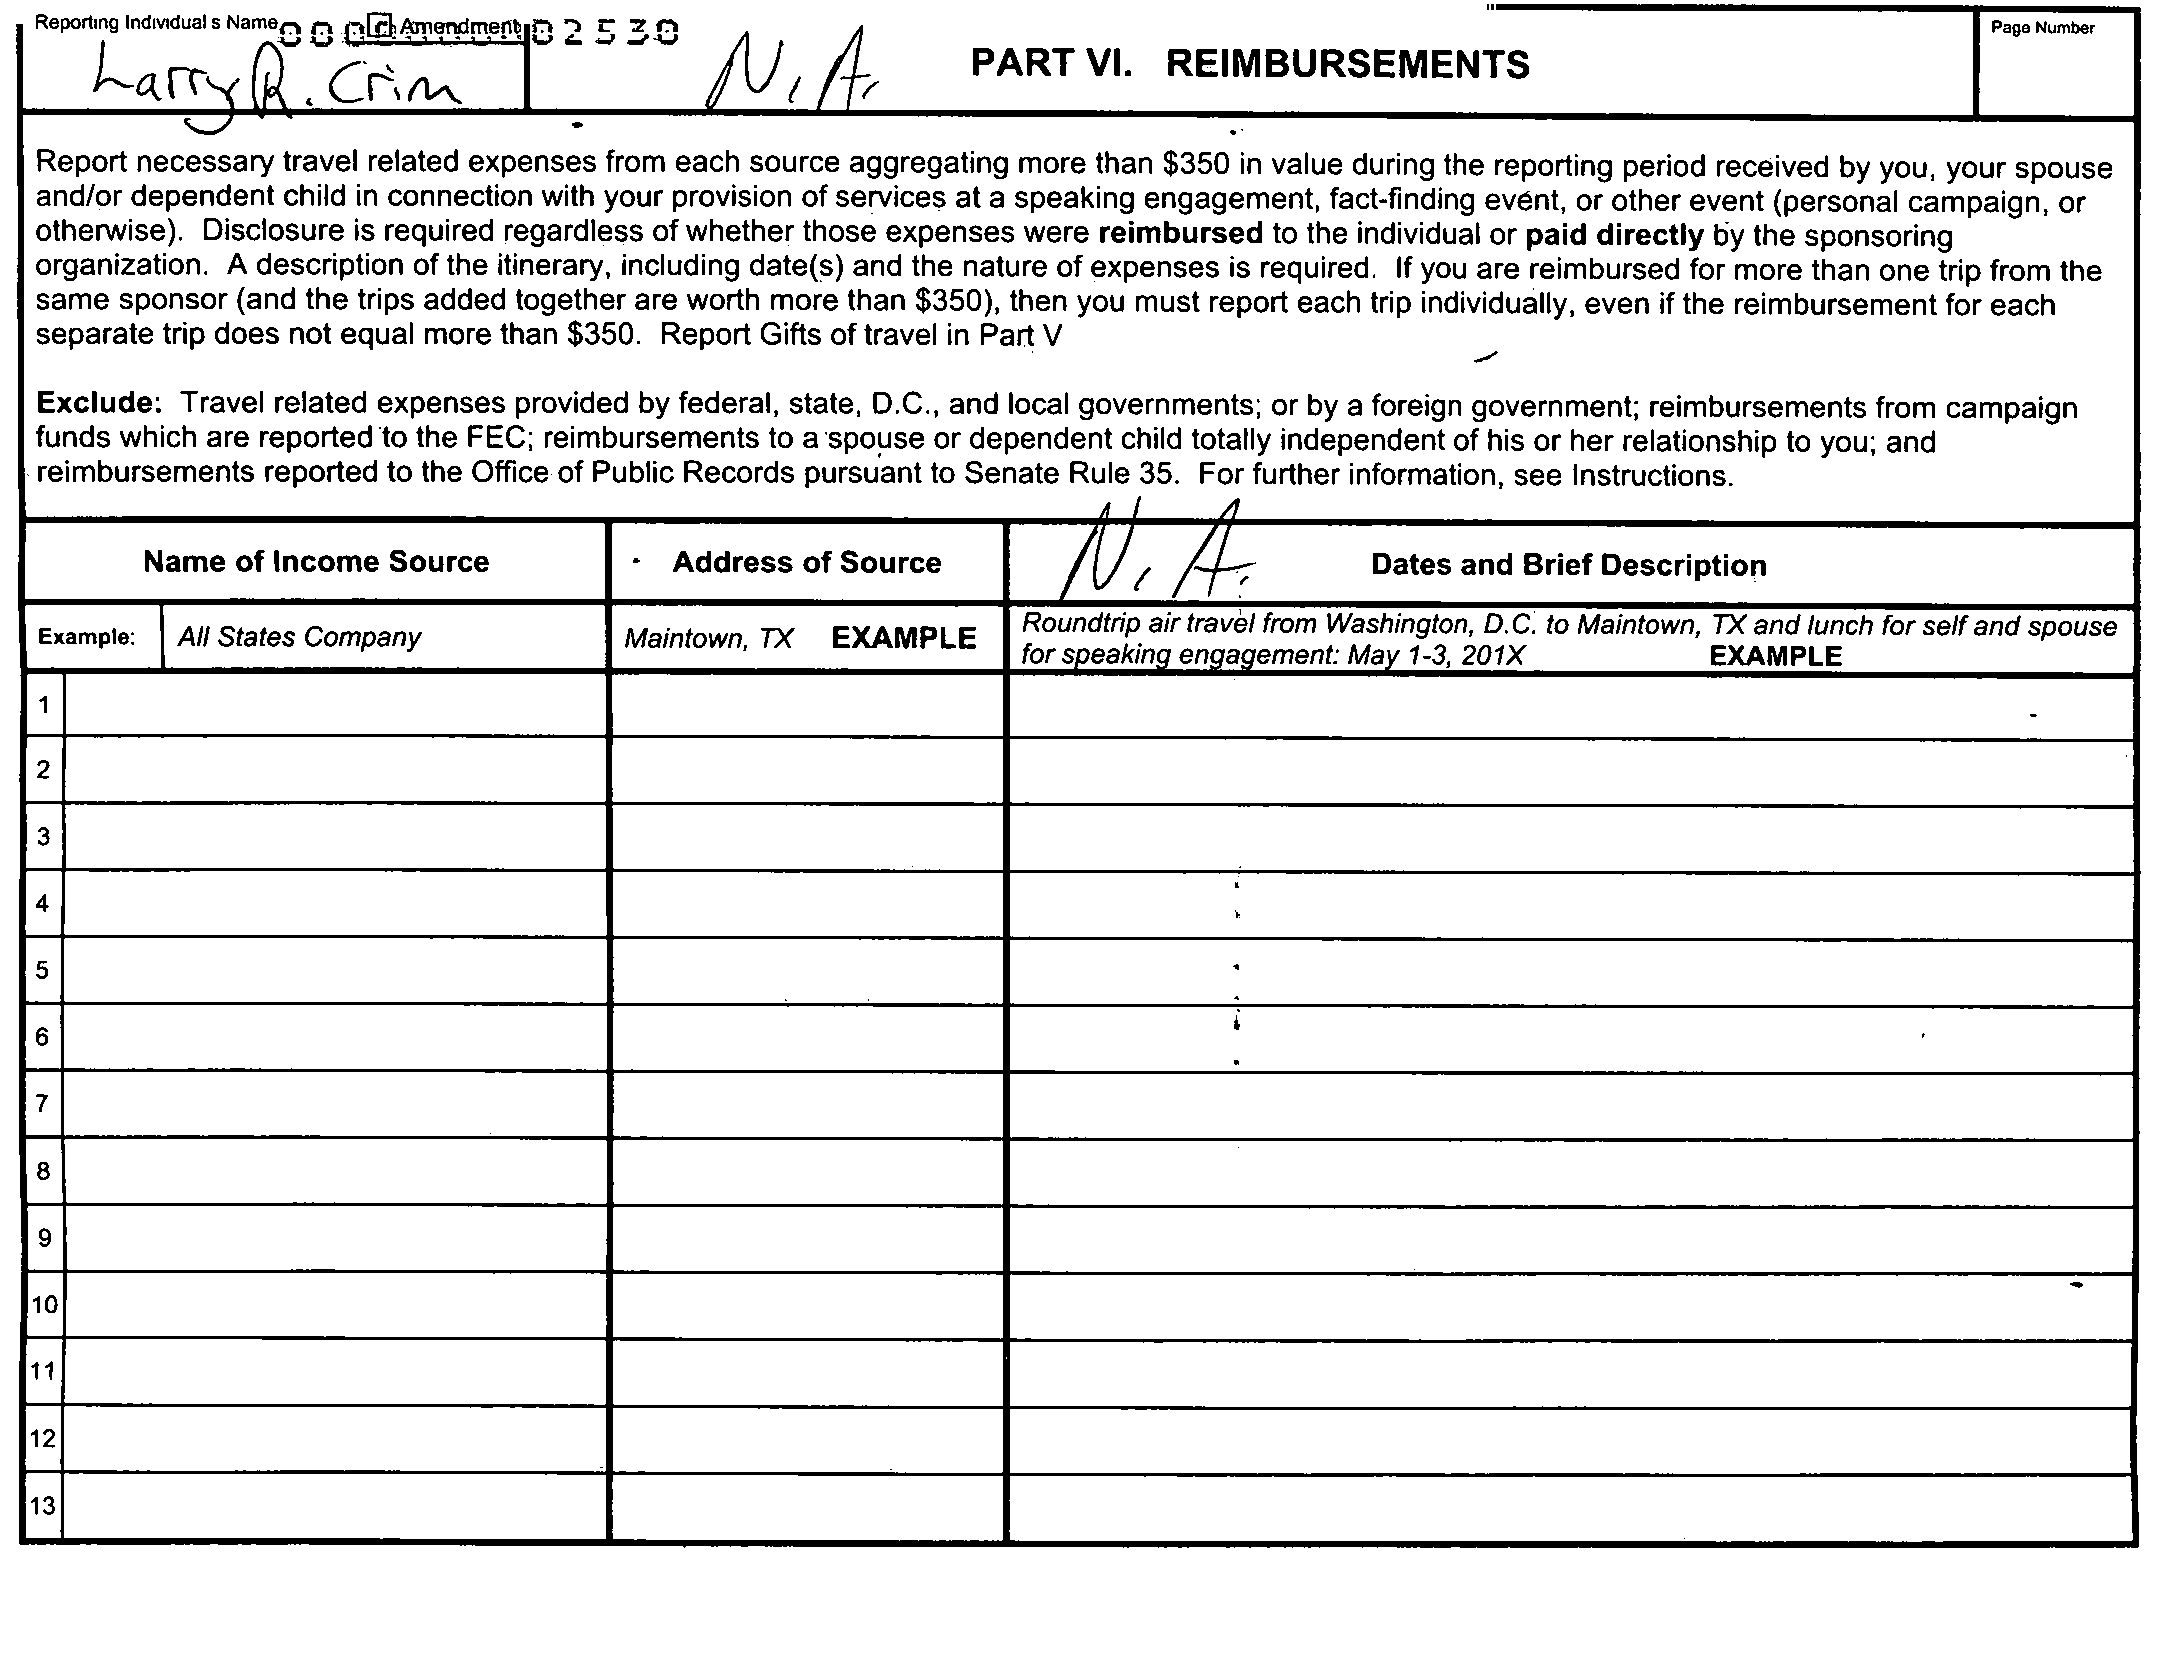 Reporting Individual s Name
Amendment
Larry R. Crim
N.A.
PART VI. REIMBURSEMENTS
Page Number
Report necessary travel related expenses from each source aggregating more than $350 in value during the reporting period received by you, your spouse
and/or dependent child in connection with your provision of services at a speaking engagement, fact-finding event, or other event (personal campaign, or
otherwise). Disclosure is required regardless of whether those expenses were reimbursed to the individual or paid directly by the sponsoring
organization. A description of the itinerary, including date(s) and the nature of expenses is required. If you are reimbursed for more than one trip from the
same sponsor (and the trips added together are worth more than $350), then you must report each trip individually, even if the reimbursement for each
separate trip does not equal more than $350. Report Gifts of travel in Part V
Exclude: Travel related expenses provided by federal, state, D.C., and local governments; or by a foreign government; reimbursements from campaign
funds which are reported to the FEC; reimbursements to a spouse or dependent child totally independent of his or her relationship to you; and
reimbursements reported to the Office of Public Records pursuant to Senate Rule 35. For further information, see Instructions.
Name of Income Source
Address of Source
N.A.
Dates and Brief Description
Example:
All States Company
Maintown, TX EXAMPLE
Roundtrip air travel from Washington, D.C. to Maintown, TX and lunch for self and spouse
for speaking engagement: May 1-3, 201X EXAMPLE
1
2
3
4
5
6
7
8
9
10
11
12
13